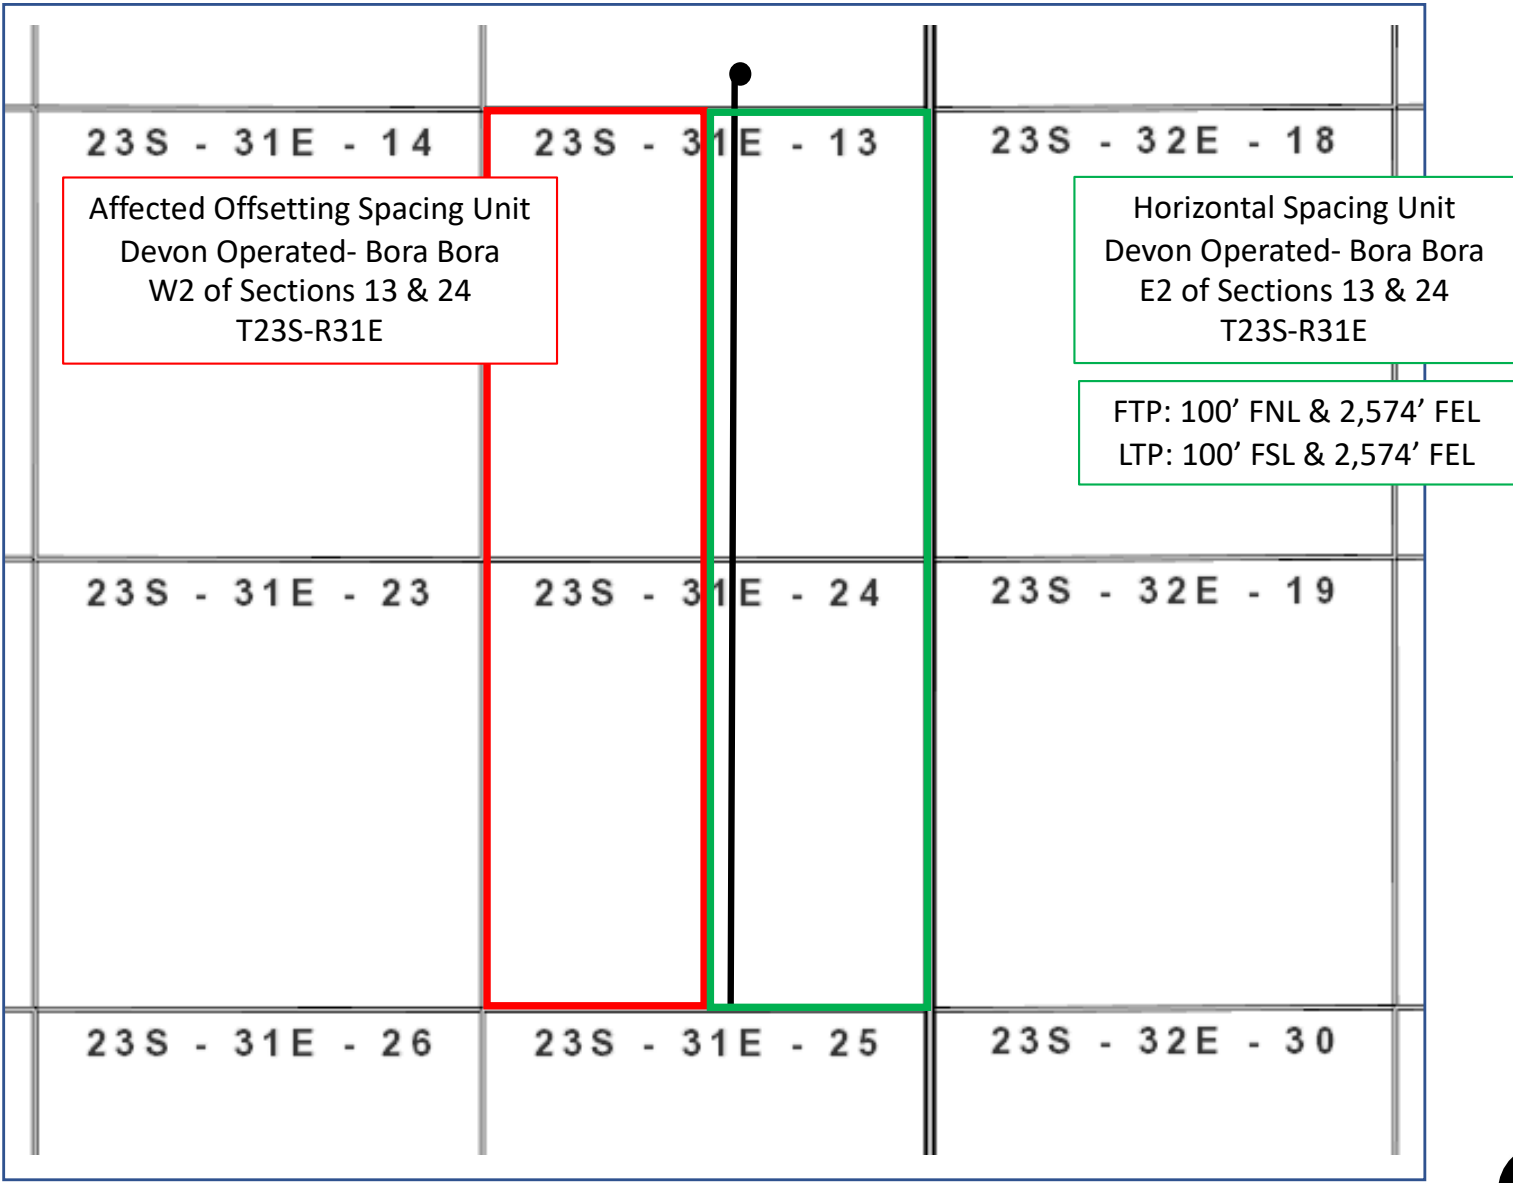 23S - 31E - 14
23S - 31E - 13
23S - 32E - 18
Affected Offsetting Spacing Unit
Devon Operated- Bora Bora
W2 of Sections 13 & 24
T23S-R31E
Horizontal Spacing Unit
Devon Operated- Bora Bora
E2 of Sections 13 & 24
T23S-R31E
FTP: 100’ FNL & 2,574’ FEL
LTP: 100’ FSL & 2,574’ FEL
23S - 31E - 23
23S - 31E - 24
23S - 32E - 19
23S - 31E - 26
23S - 31E - 25
23S - 32E - 30